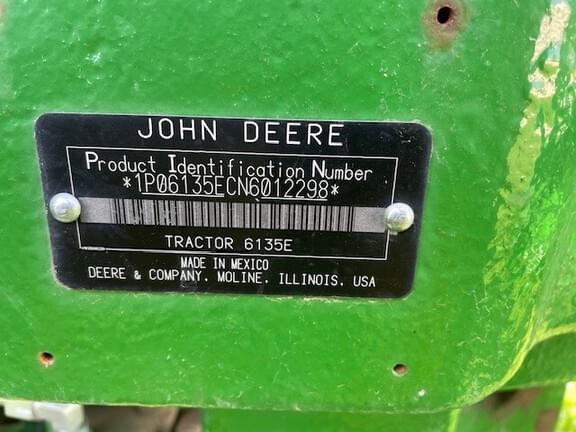 JOHN DEERE
Product Identification Number
*1P06135ECN6012298*
TRACTOR 6135E
MADE IN MEXICO
DEERE & COMPANY, MOLINE, ILLINOIS, USA